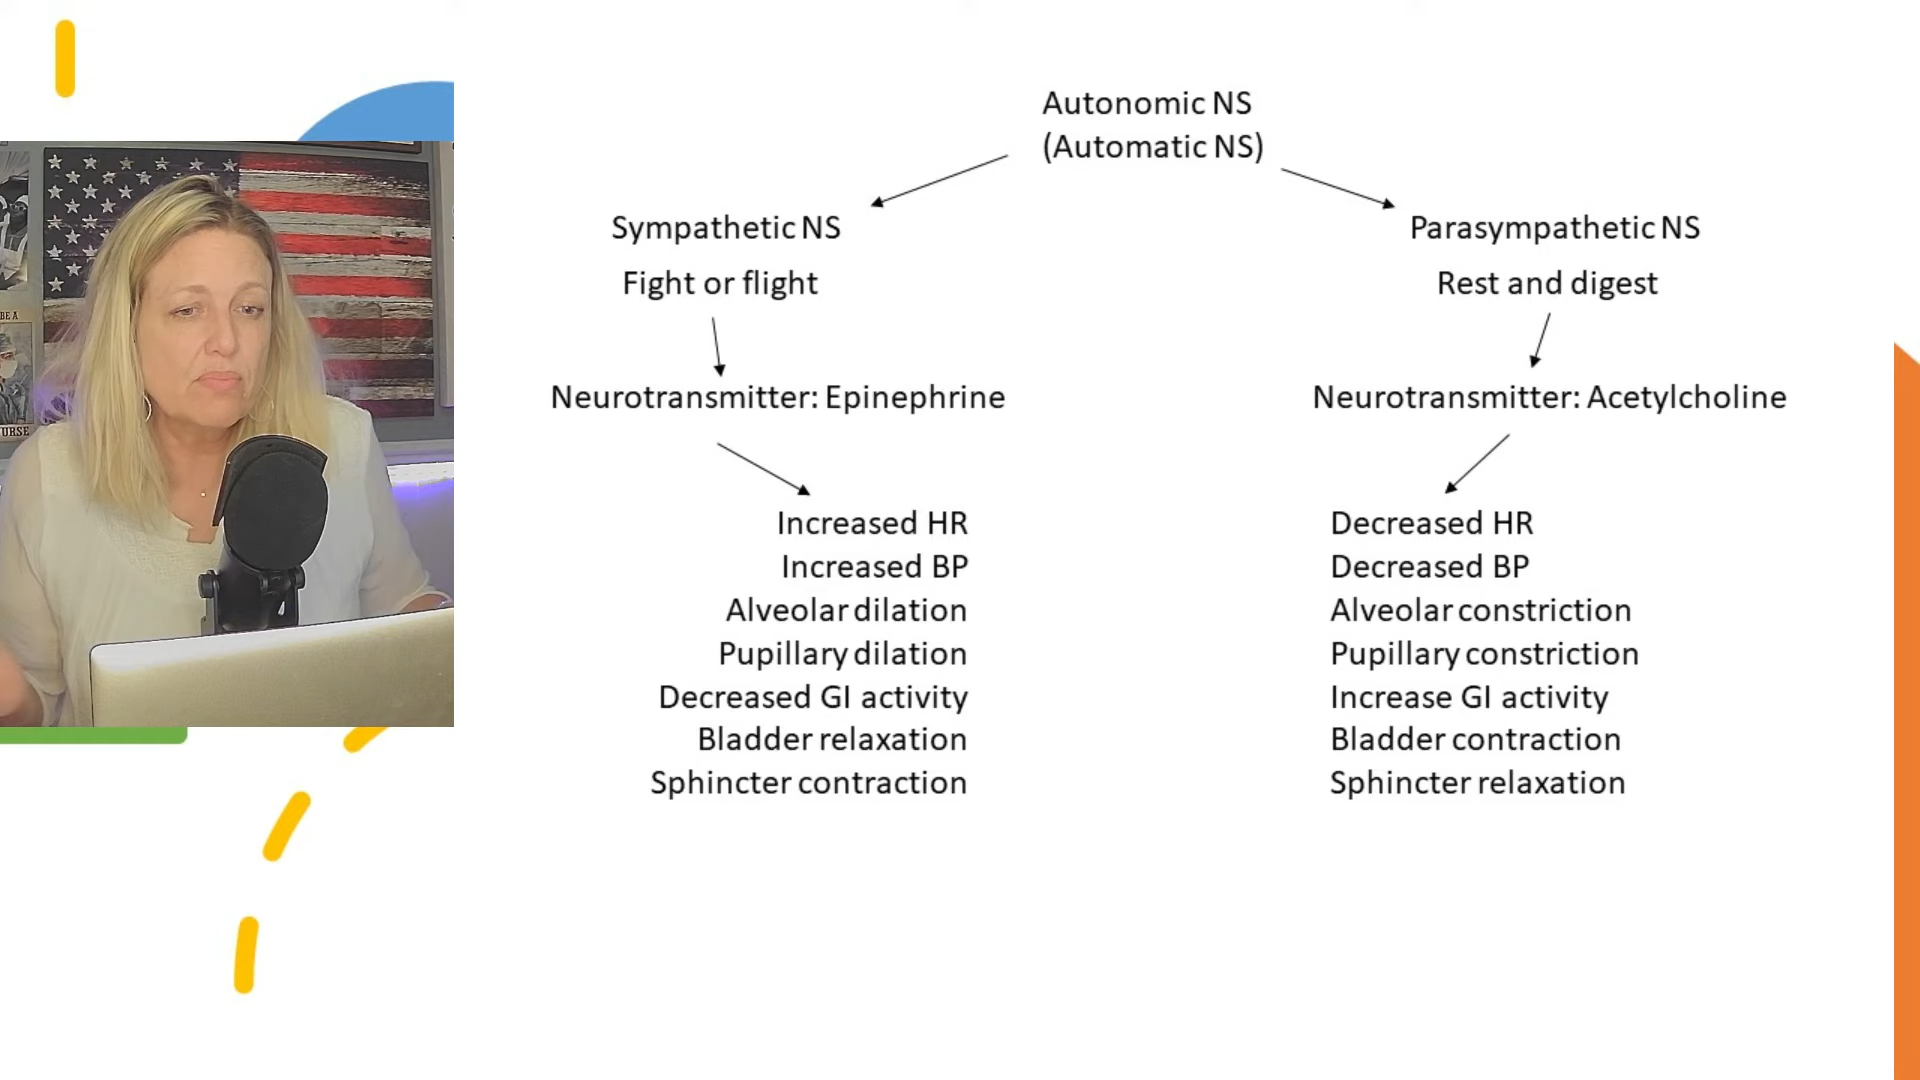 BE A
URSE
Autonomic NS
(Automatic NS)
Sympathetic NS
Parasympathetic NS
Fight or flight
Rest and digest
Neurotransmitter: Epinephrine
Neurotransmitter: Acetylcholine
Increased HR
Increased BP
Alveolar dilation
Pupillary dilation
Decreased GI activity
Bladder relaxation
Sphincter contraction
Decreased HR
Decreased BP
Alveolar constriction
Pupillary constriction
Increase GI activity
Bladder contraction
Sphincter relaxation